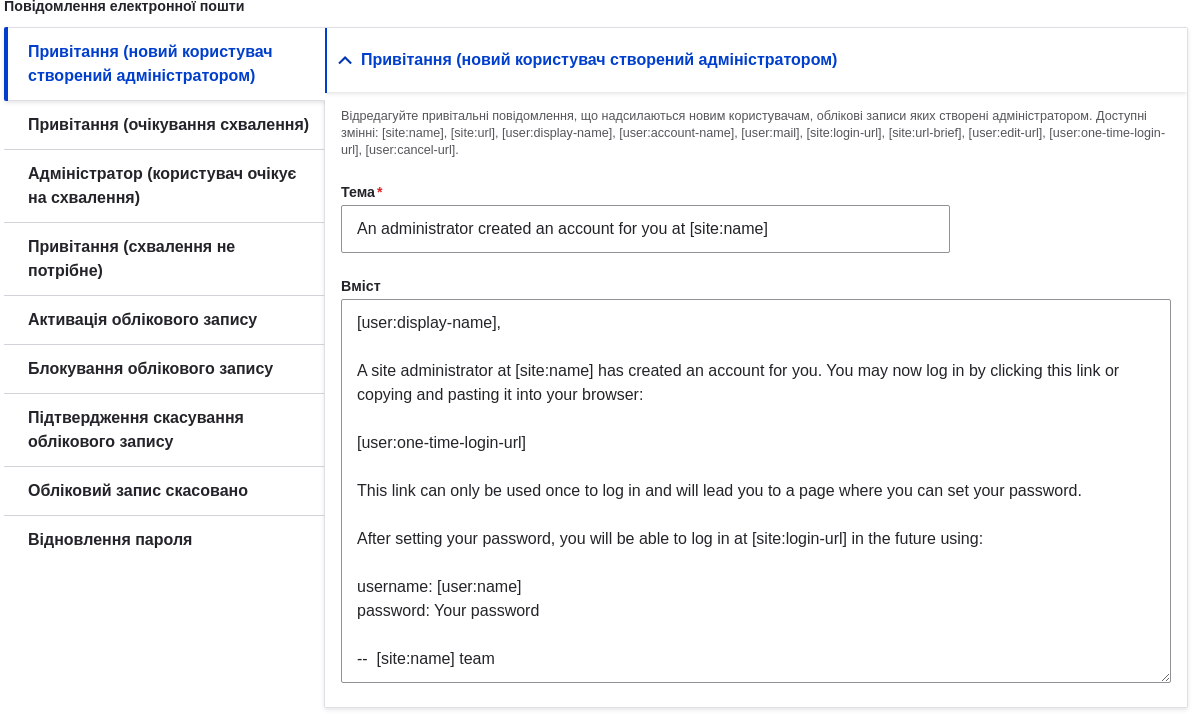 Повідомлення електронної пошти
Привітання (новий користувач
створений адміністратором)
Привітання (очікування схвалення)
Адміністратор (користувач очікує
на схвалення)
Привітання (схвалення не
потрібне)
Активація облікового запису
Блокування облікового запису
Підтвердження скасування
облікового запису
Обліковий запис скасовано
Відновлення пароля
Привітання (новий користувач створений адміністратором)
Відредагуйте привітальні повідомлення, що надсилаються новим користувачам, облікові записи яких створені адміністратором. Доступні
змінні: [site:name], [site:url], [user:display-name], [user:account-name], [user:mail], [site:login-url], [site:url-brief], [user:edit-url], [user:one-time-login-
url], [user:cancel-url].
Тема*
An administrator created an account for you at [site:name]
Вміст
[user:display-name],
A site administrator at [site:name] has created an account for you. You may now log in by clicking this link or
copying and pasting it into your browser:
[user:one-time-login-url]
This link can only be used once to log in and will lead you to a page where you can set your password.
After setting your password, you will be able to log in at [site:login-url] in the future using:
username: [user:name]
password: Your password
--  [site:name] team